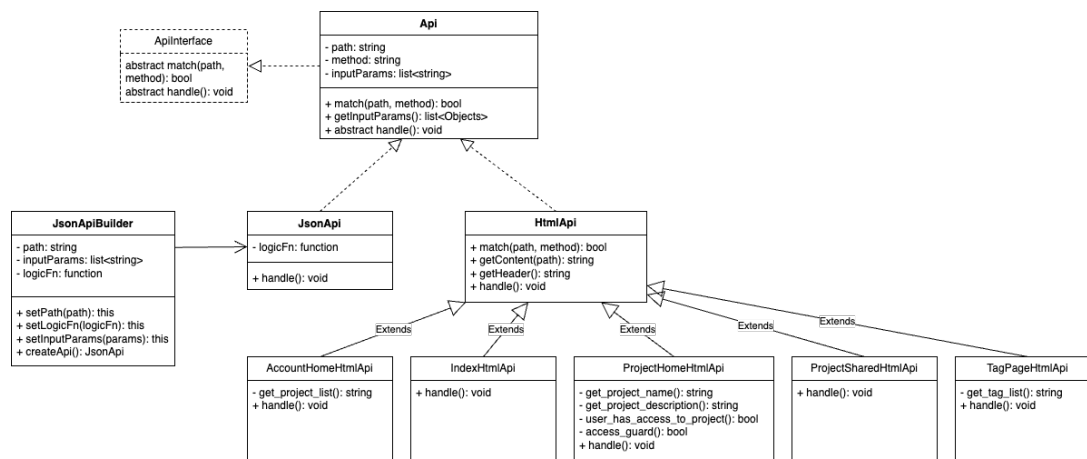 Api
- path: string
- method: string
- inputParams: list<string>
+ match(path, method): bool
+ getInputParams(): list<Objects>
+ abstract handle(): void
ApiInterface
abstract match(path,
method): bool
abstract handle(): void
JsonApiBuilder
- path: string
- inputParams: list<string>
- logicFn: function
+ setPath(path): this
+ setLogicFn(logicFn): this
+ setInputParams(params): this
+ createApi(): JsonApi
JsonApi
- logicFn: function
+ handle(): void
HtmlApi
+ match(path, method): bool
+ getContent(path): string
+ getHeader(): string
+ handle(): void
Extends
Extends
Extends
Extends
Extends
AccountHomeHtmlApi
- get_project_list(): string
+ handle(): void
IndexHtmlApi
+ handle(): void
ProjectHomeHtmlApi
- get_project_name(): string
- get_project_description(): string
- user_has_access_to_project(): bool
- access_guard(): bool
+ handle(): void
ProjectSharedHtmlApi
+ handle(): void
TagPageHtmlApi
- get_tag_list(): string
+ handle(): void